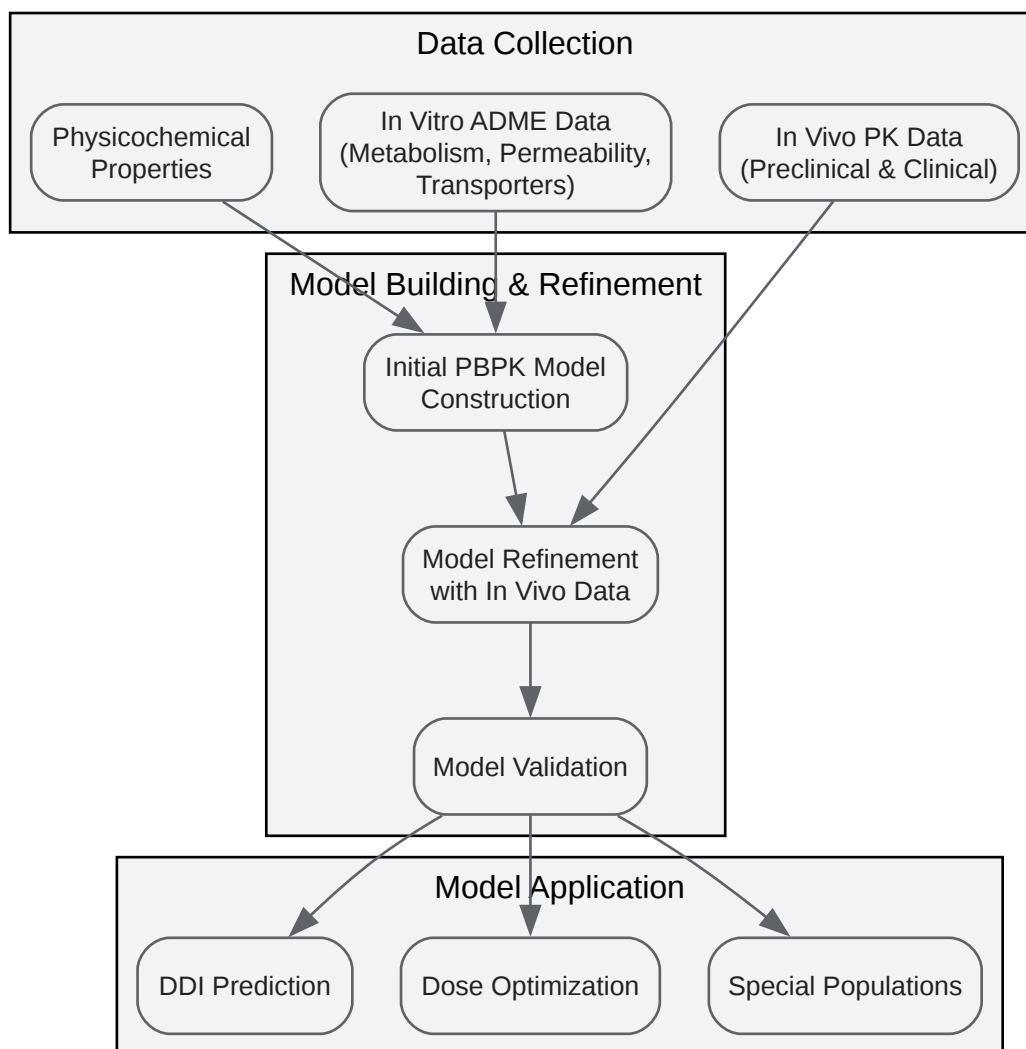 Data Collection
Physicochemical
Properties
In Vitro ADME Data
(Metabolism, Permeability,
Transporters)
In Vivo PK Data
(Preclinical & Clinical)
Model Building & Refinement
Initial PBPK Model
Construction
Model Refinement
with In Vivo Data
Model Validation
Model Application
DDI Prediction
Dose Optimization
Special Populations